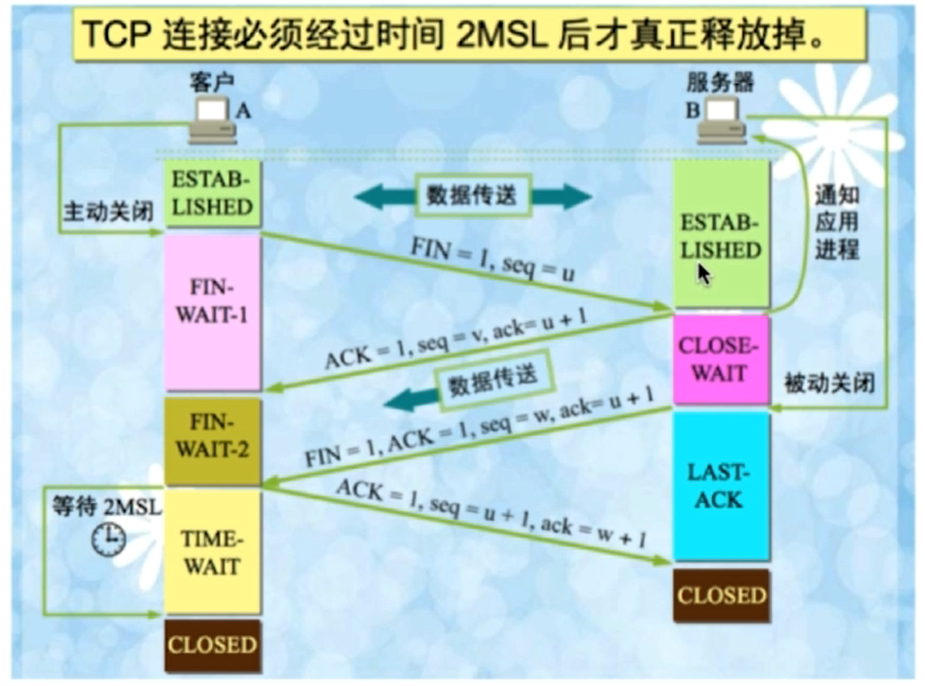 TCP 连接必须经过时间 2MSL 后才真正释放掉。
客户
A
服务器
B
ESTAB-
LISHED
数据传送
主动关闭
ESTAB-
LISHED
通知
应用
进程
FIN = 1, seq = u
FIN-
WAIT-1
ACK = 1, seq = v, ack= u + 1
CLOSE-
WAIT
数据传送
被动关闭
FIN-
WAIT-2
FIN = 1, ACK = 1, seq = w, ack= u + 1
LAST-
ACK
ACK = 1, seq = u + 1, ack = w + 1
等待 2MSL
TIME-
WAIT
CLOSED
CLOSED